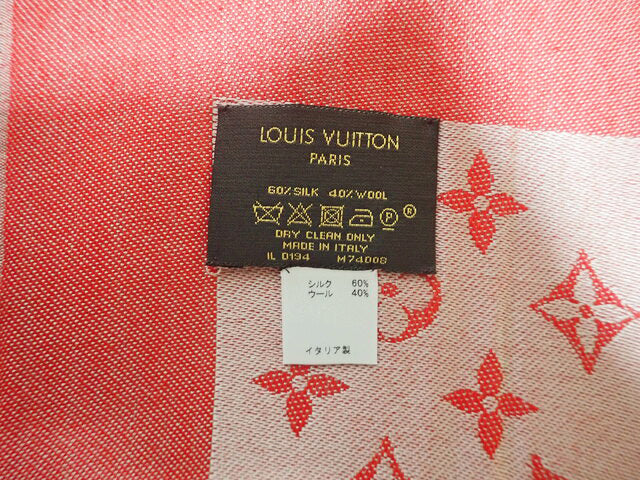 LOUIS VUITTON
PARIS
60% SILK 40% WOOL
P ®
DRY CLEAN ONLY
MADE IN ITALY
IL 0194 M74008
シルク 60%
ウール 40%
イタリア製